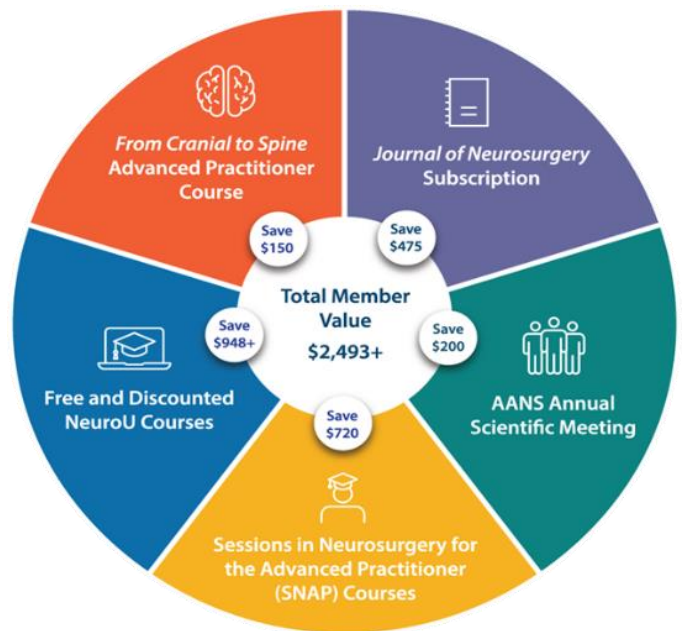 From Cranial to Spine
Advanced Practitioner
Course
Save
$150
Journal of Neurosurgery
Subscription
Save
$475
Total Member
Value
$2,493+
Free and Discounted
NeuroU Courses
Save
$948+
AANS Annual
Scientific Meeting
Save
$200
Save
$720
Sessions in Neurosurgery for
the Advanced Practitioner
(SNAP) Courses